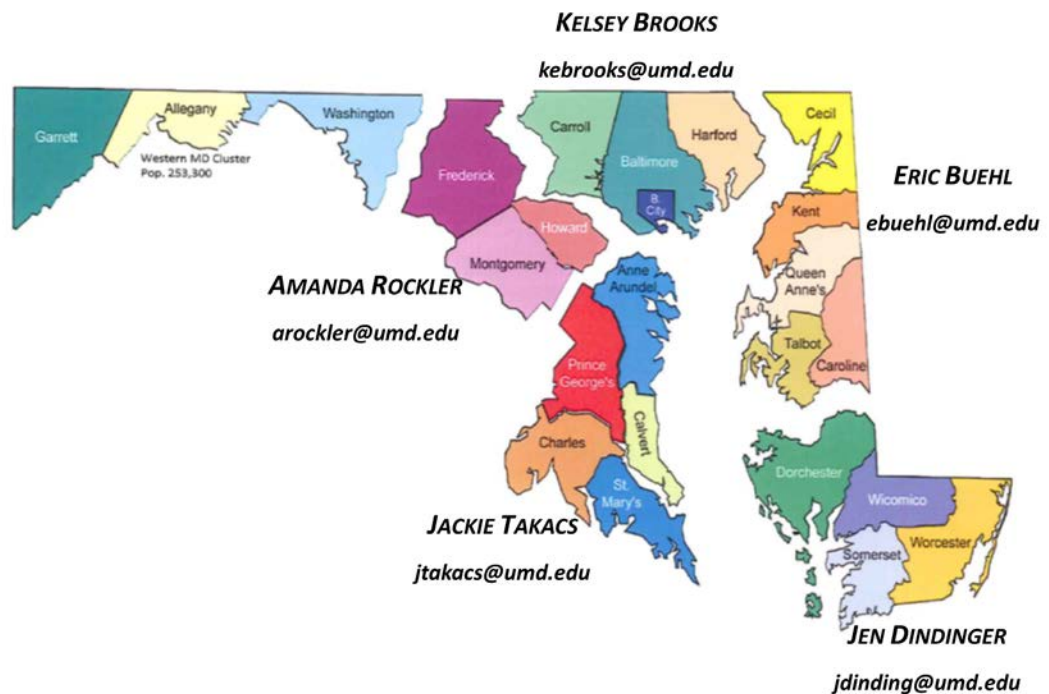 KELSEY BROOKS
kebrooks@umd.edu
Garrett
Allegany
Western MD Cluster
Pop. 253,300
Washington
Frederick
Carroll
Baltimore
B.
City
Harford
Cecil
ERIC BUEHL
ebuehl@umd.edu
Kent
Howard
Montgomery
AMANDA ROCKLER
arockler@umd.edu
Anne
Arundel
Queen
Anne's
Talbot
Caroline
Prince
George's
Calvert
Charles
St.
Mary's
JACKIE TAKACS
jtakacs@umd.edu
Dorchester
Wicomico
Somerset
Worcester
JEN DINDINGER
jdinding@umd.edu